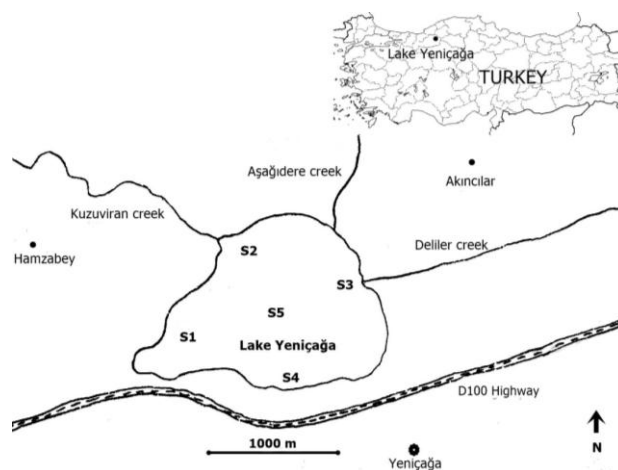 Lake Yeniçağa
TURKEY
Aşağıdere creek
Akıncılar
Kuzuviran creek
Hamzabey
S2
Deliler creek
S3
S5
S1
Lake Yeniçağa
S4
D100 Highway
1000 m
N
Yeniçağa